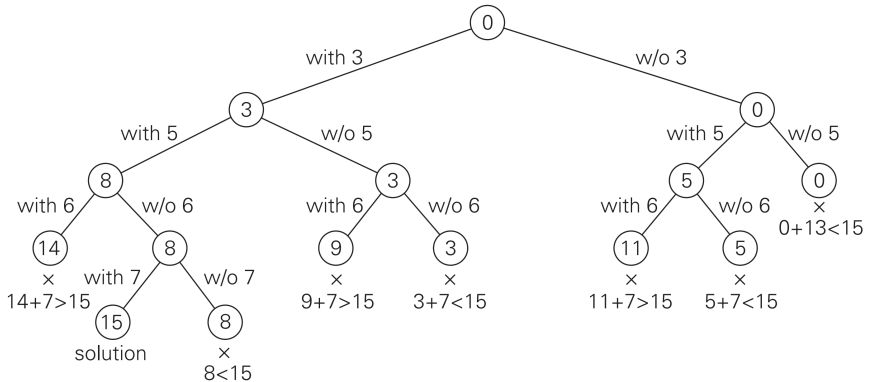 0
with 3
w/o 3
3
0
with 5
w/o 5
with 5
w/o 5
8
3
5
0
with 6
w/o 6
with 6
w/o 6
with 6
w/o 6
×
0+13<15
14
8
9
3
11
5
×
with 7
w/o 7
×
×
×
×
14+7>15
9+7>15
3+7<15
11+7>15
5+7<15
15
8
solution
×
8<15